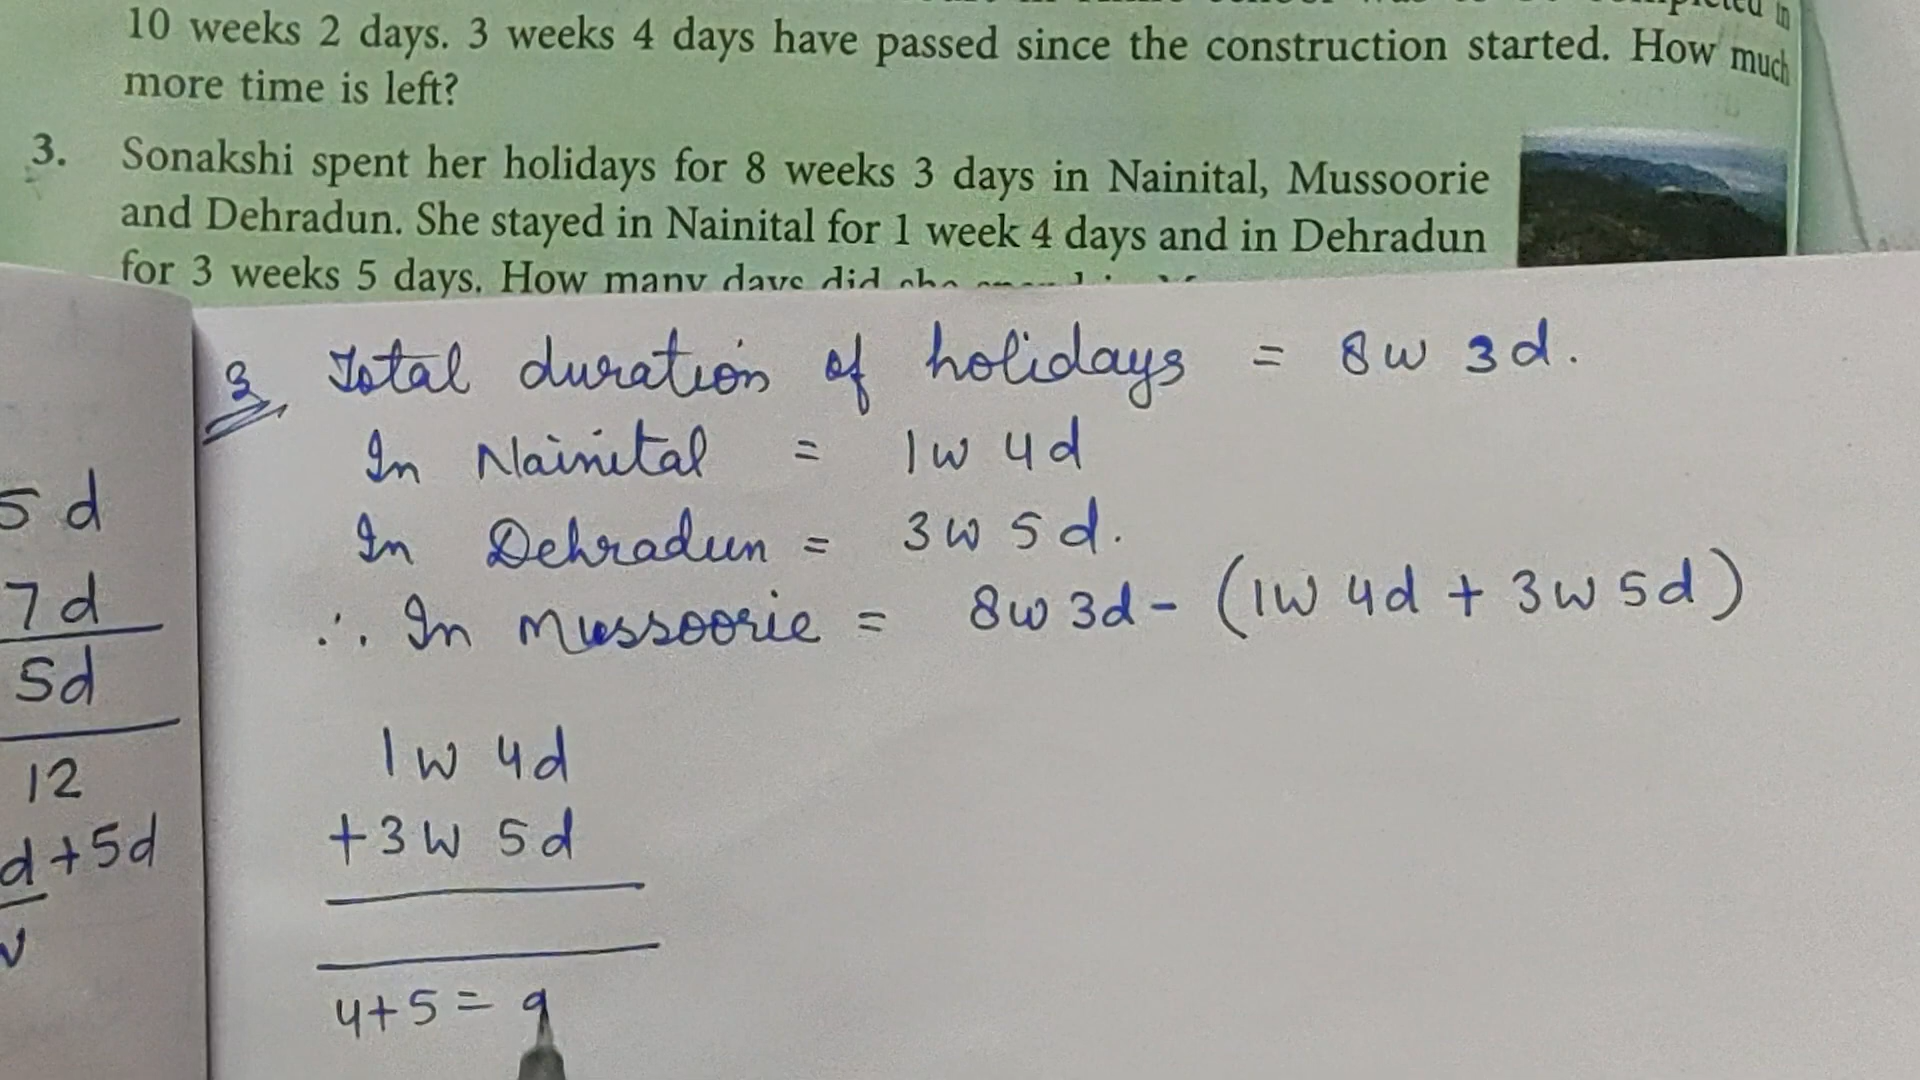 10 weeks 2 days. 3 weeks 4 days have passed since the construction started. How much
more time is left?
3. Sonakshi spent her holidays for 8 weeks 3 days in Nainital, Mussoorie
and Dehradun. She stayed in Nainital for 1 week 4 days and in Dehradun
for 3 weeks 5 days. How many days did she
3 Total duration of holidays = 8w 3d.
In Nainital = 1w 4d
In Dehradun = 3w 5d.
∴ In Mussoorie = 8w 3d - (1w 4d + 3w 5d)
1w 4d
+3w 5d
4+5 = 9
5d
7d
5d
12
d+5d